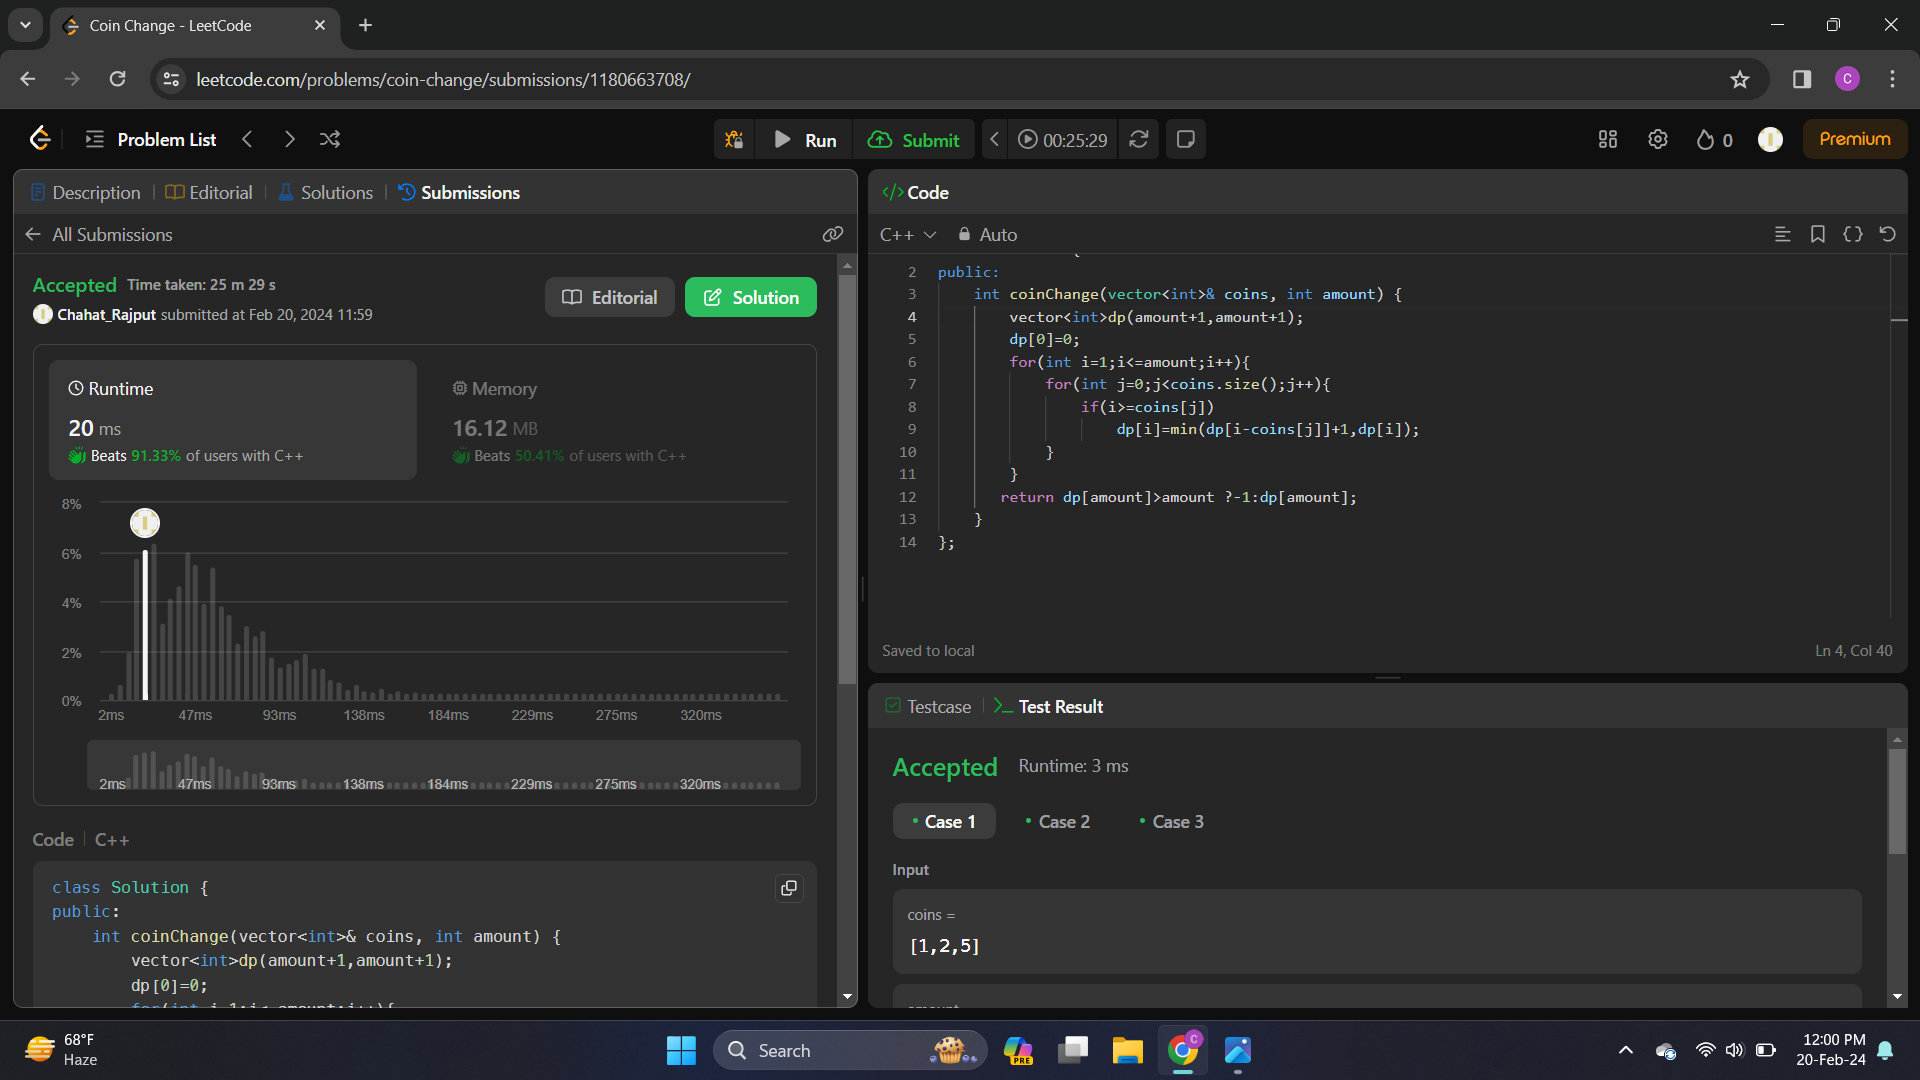 Coin Change - LeetCode
leetcode.com/problems/coin-change/submissions/1180663708/
C
Problem List
Run
Submit
00:25:29
0
Premium
Description
Editorial
Solutions
Submissions
All Submissions
Accepted Time taken: 25 m 29 s
Chahat_Rajput submitted at Feb 20, 2024 11:59
Editorial
Solution
Runtime
20 ms
Beats 91.33% of users with C++
Memory
16.12 MB
Beats 50.41% of users with C++
8%
6%
4%
2%
0%
2ms 47ms 93ms 138ms 184ms 229ms 275ms 320ms
2ms 47ms 93ms 138ms 184ms 229ms 275ms 320ms
Code C++
class Solution {
public:
int coinChange(vector<int>& coins, int amount) {
vector<int>dp(amount+1,amount+1);
dp[0]=0;
</> Code
C++ Auto
2 public:
3 int coinChange(vector<int>& coins, int amount) {
4 vector<int>dp(amount+1,amount+1);
5 dp[0]=0;
6 for(int i=1;i<=amount;i++){
7 for(int j=0;j<coins.size();j++){
8 if(i>=coins[j])
9 dp[i]=min(dp[i-coins[j]]+1,dp[i]);
10 }
11 }
12 return dp[amount]>amount ?-1:dp[amount];
13 }
14 };
Saved to local
Ln 4, Col 40
Testcase
Test Result
Accepted Runtime: 3 ms
Case 1 Case 2 Case 3
Input
coins =
[1,2,5]
68°F
Haze
Search
PRE
C
12:00 PM
20-Feb-24